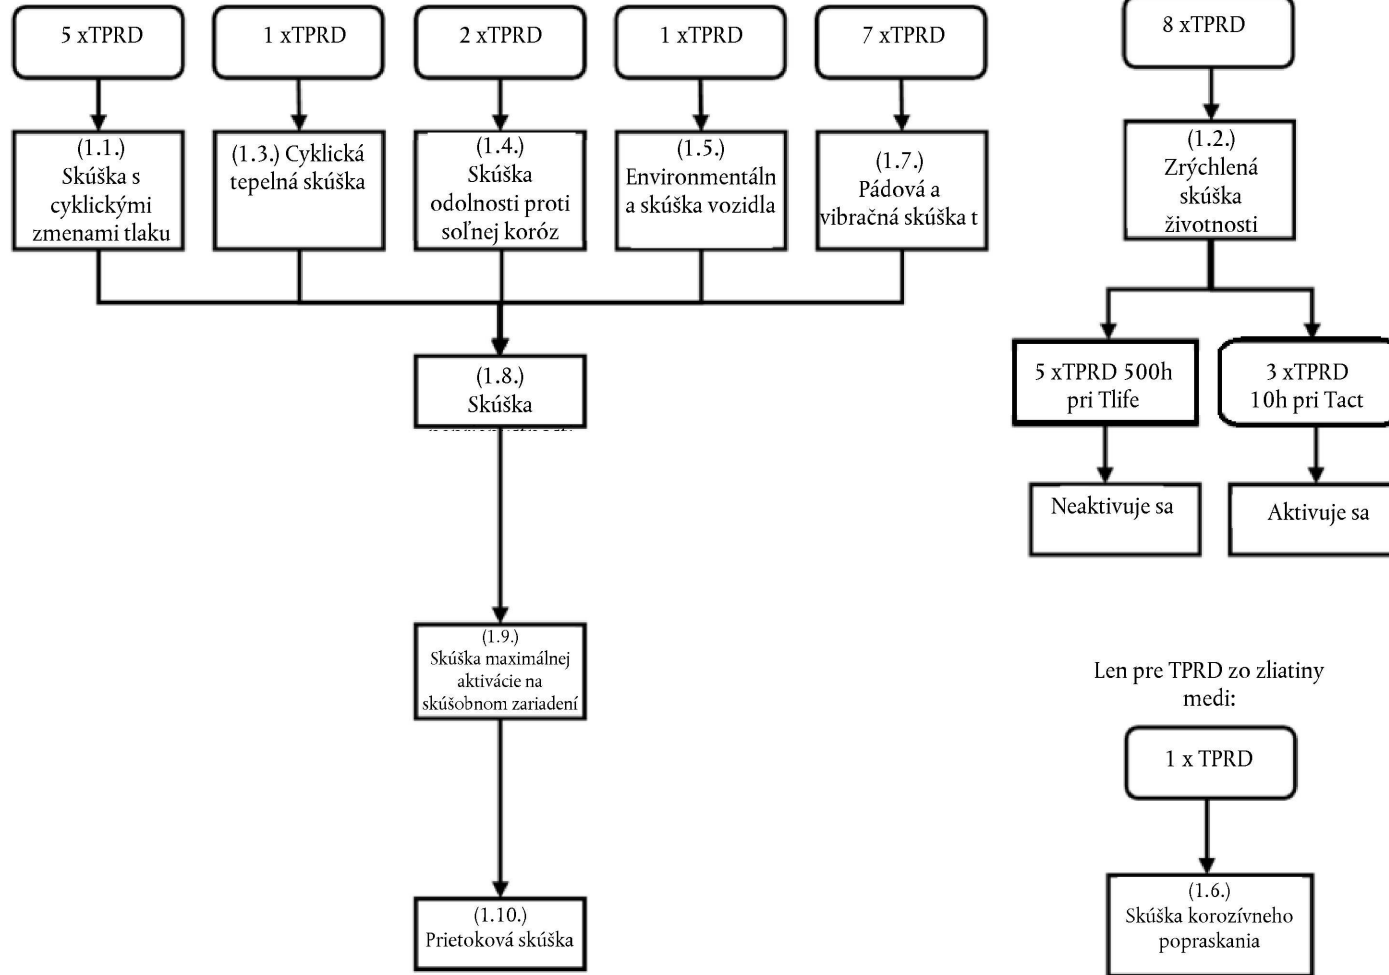 5 xTPRD
1 xTPRD
2 xTPRD
1 xTPRD
7 xTPRD
8 xTPRD
(1.1.)
Skúška s
cyklickými
zmenami tlaku
(1.3.) Cyklická
tepelná skúška
(1.4.)
Skúška
odolnosti proti
soľnej koróz
(1.5.)
Environmentáln
a skúška vozidla
(1.7.)
Pádová a
vibračná skúška t
(1.2.)
Zrýchlená
skúška
životnosti
(1.8.)
Skúška
5 xTPRD 500h
pri Tlife
3 xTPRD
10h pri Tact
Neaktivuje sa
Aktivuje sa
(1.9.)
Skúška maximálnej
aktivácie na
skúšobnom zariadení
Len pre TPRD zo zliatiny
medi:
1 x TPRD
(1.10.)
Prietoková skúška
(1.6.)
Skúška korozívneho
popraskania